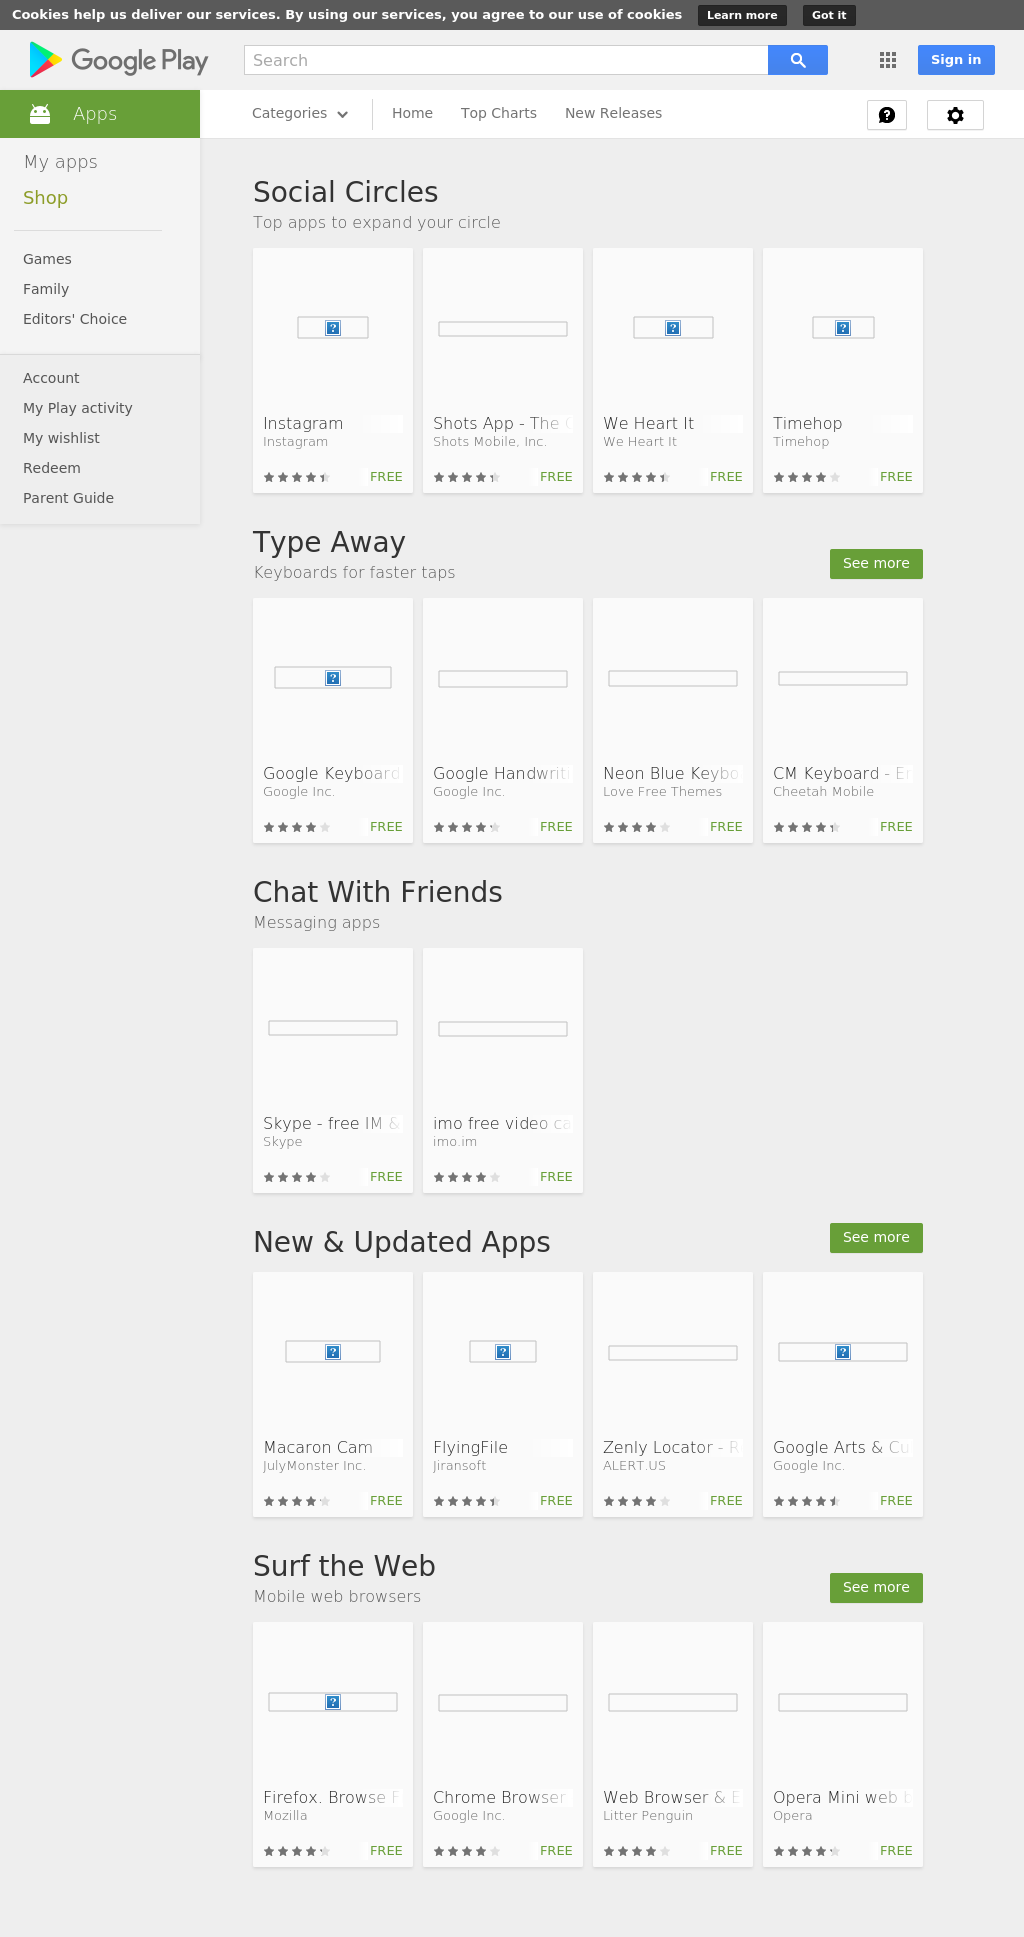 Cookies help us deliver our services. By using our services, you agree to our use of cookies Learn more Got it
Google Play Search Sign in
Apps Categories Home Top Charts New Releases
My apps
Shop
Games
Family
Editors' Choice
Account
My Play activity
My wishlist
Redeem
Parent Guide
Social Circles
Top apps to expand your circle
Instagram Shots App - The We Heart It Timehop
Instagram Shots Mobile, Inc. We Heart It Timehop
FREE FREE FREE FREE
Type Away
Keyboards for faster taps See more
Google Keyboard Google Handwriti Neon Blue Keybo CM Keyboard - E
Google Inc. Google Inc. Love Free Themes Cheetah Mobile
FREE FREE FREE FREE
Chat With Friends
Messaging apps
Skype - free IM & imo free video ca
Skype imo.im
FREE FREE
New & Updated Apps See more
Macaron Cam FlyingFile Zenly Locator - R Google Arts & Cu
JulyMonster Inc. Jiransoft ALERT.US Google Inc.
FREE FREE FREE FREE
Surf the Web
Mobile web browsers See more
Firefox. Browse F Chrome Browser Web Browser & E Opera Mini web b
Mozilla Google Inc. Litter Penguin Opera
FREE FREE FREE FREE